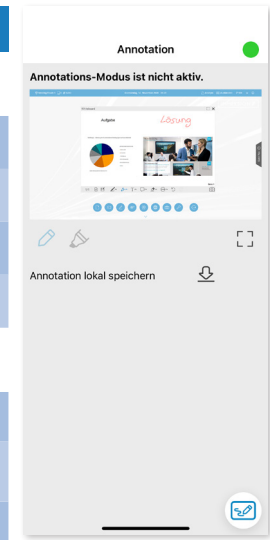 Annotation
Annotations-Modus ist nicht aktiv.
Aufgabe
Lösung
Annotation lokal speichern